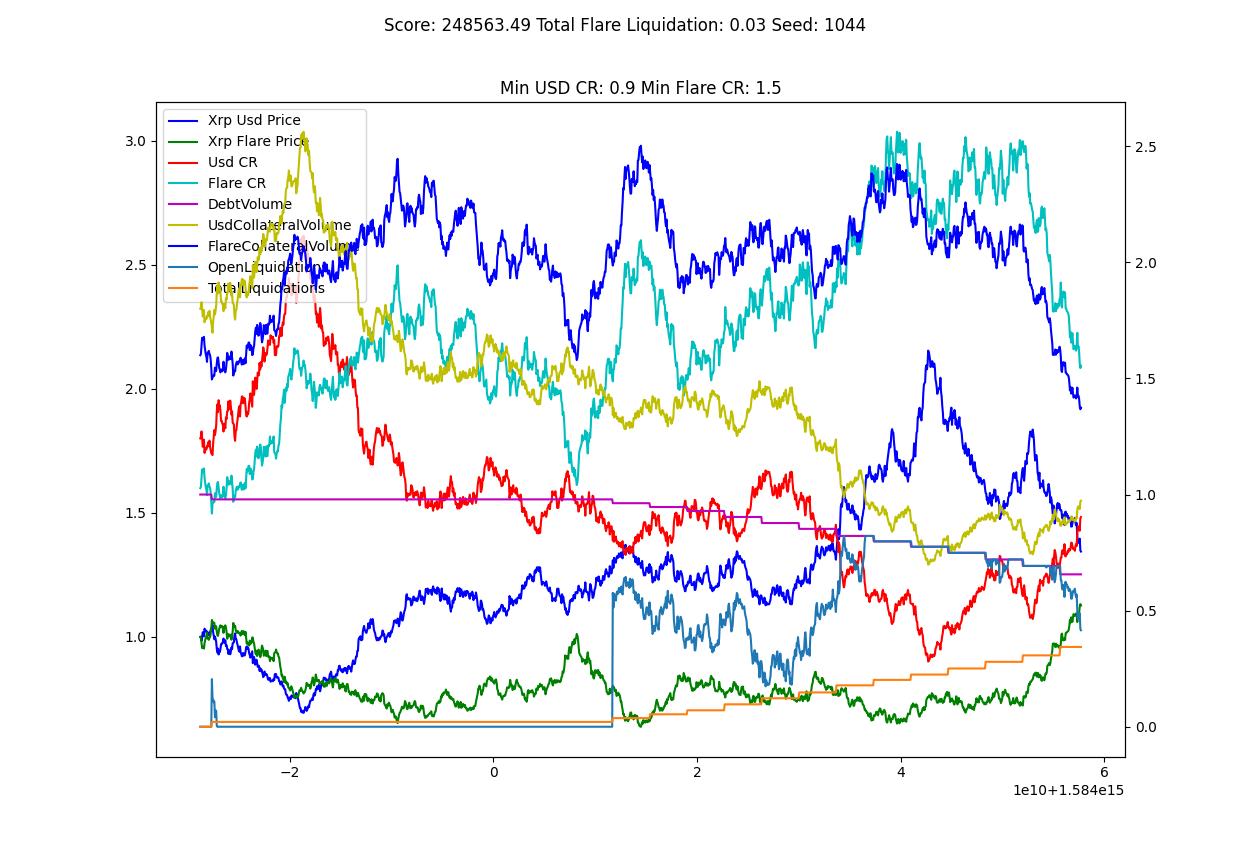 Score: 248563.49 Total Flare Liquidation: 0.03 Seed: 1044
Min USD CR: 0.9 Min Flare CR: 1.5
Xrp Usd Price
Xrp Flare Price
Usd CR
Flare CR
DebtVolume
UsdCollateralVolume
FlareCollateralVolume
OpenLiquidations
TotalLiquidations
3.0
2.5
2.0
1.5
1.0
2.5
2.0
1.5
1.0
0.5
0.0
−2 0 2 4 6
1e10+1.584e15